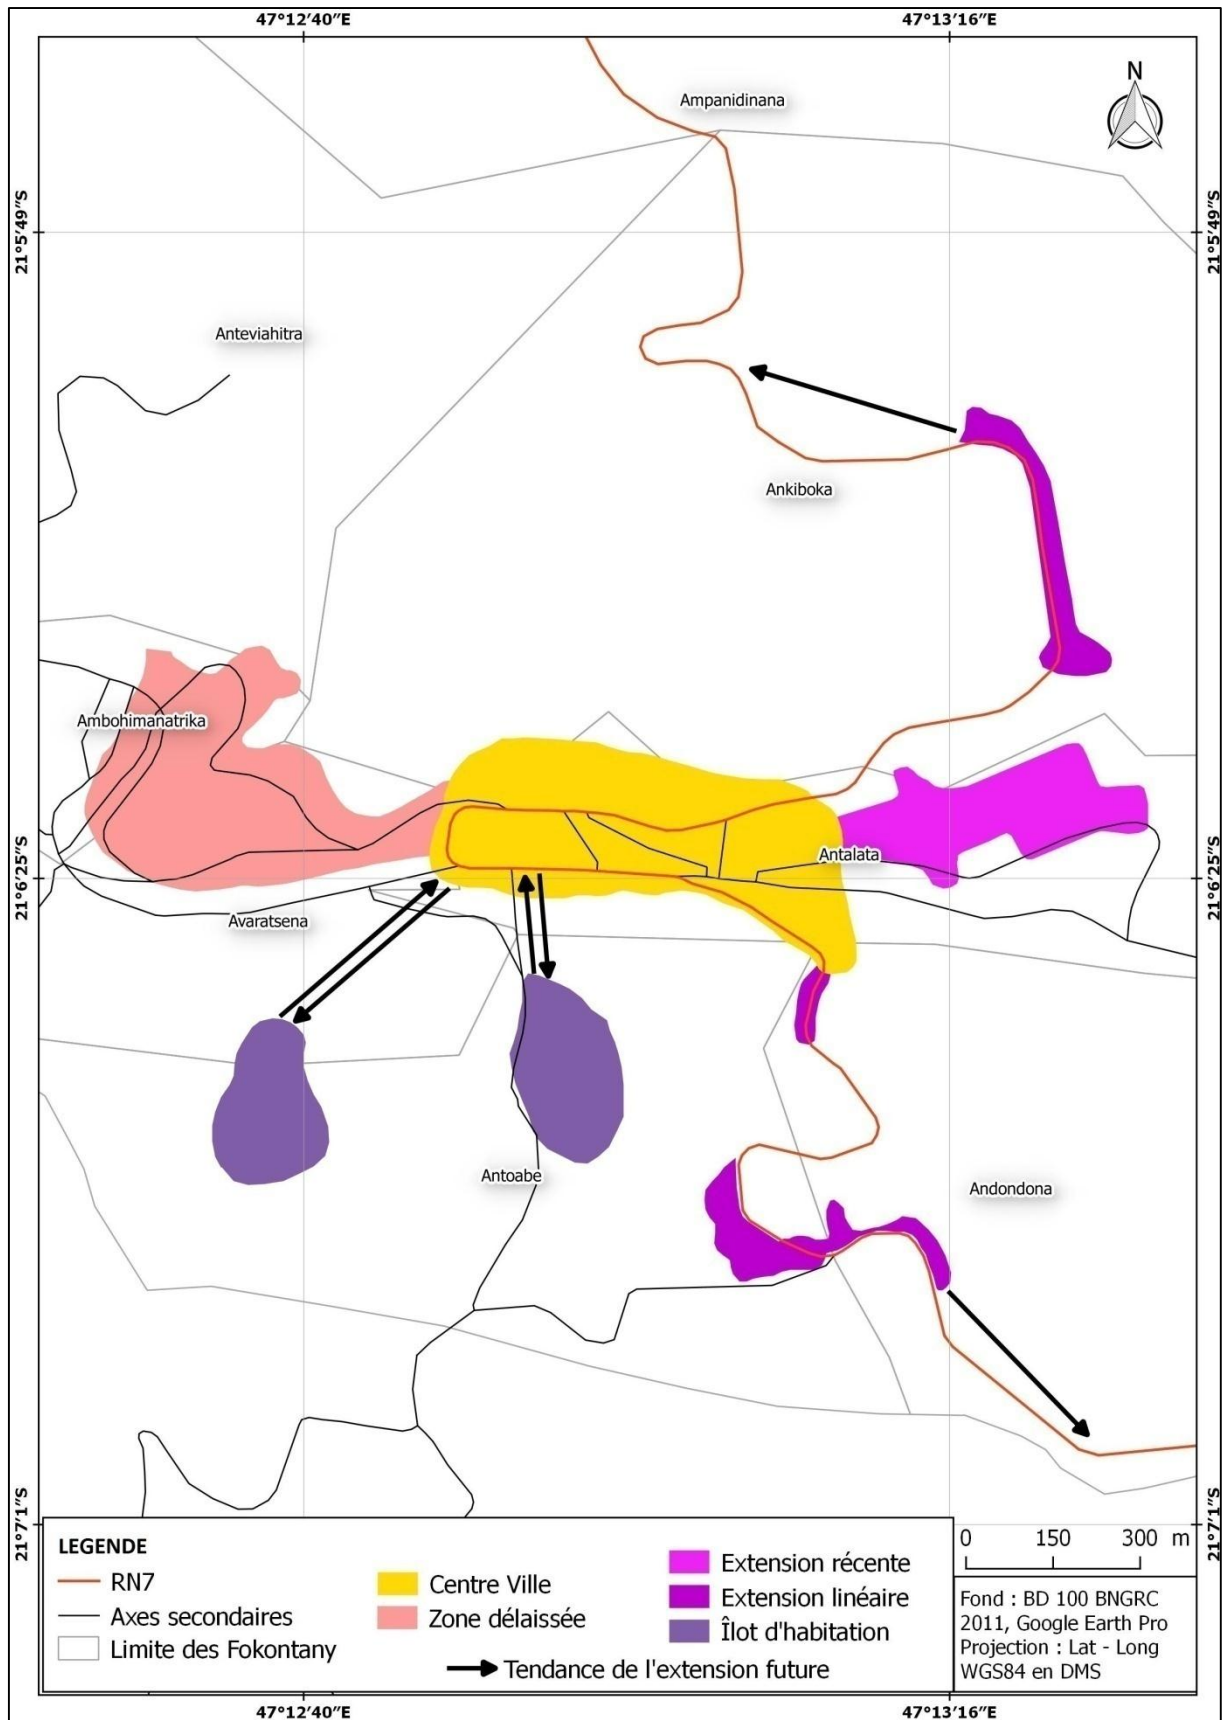 47°12′40″E
47°13′16″E
N
Ampanidinana
21°5′49″S
21°5′49″S
Anteviahitra
Ankiboka
Ambohimanatrika
Antalata
21°6′25″S
21°6′25″S
Avaratsena
Antoabe
Andondona
21°7′1″S
21°7′1″S
LEGENDE
RN7
Axes secondaires
Limite des Fokontany
Centre Ville
Zone délaissée
Extension récente
Extension linéaire
Îlot d'habitation
Tendance de l'extension future
0 150 300 m
Fond : BD 100 BNGRC
2011, Google Earth Pro
Projection : Lat - Long
WGS84 en DMS
47°12′40″E
47°13′16″E